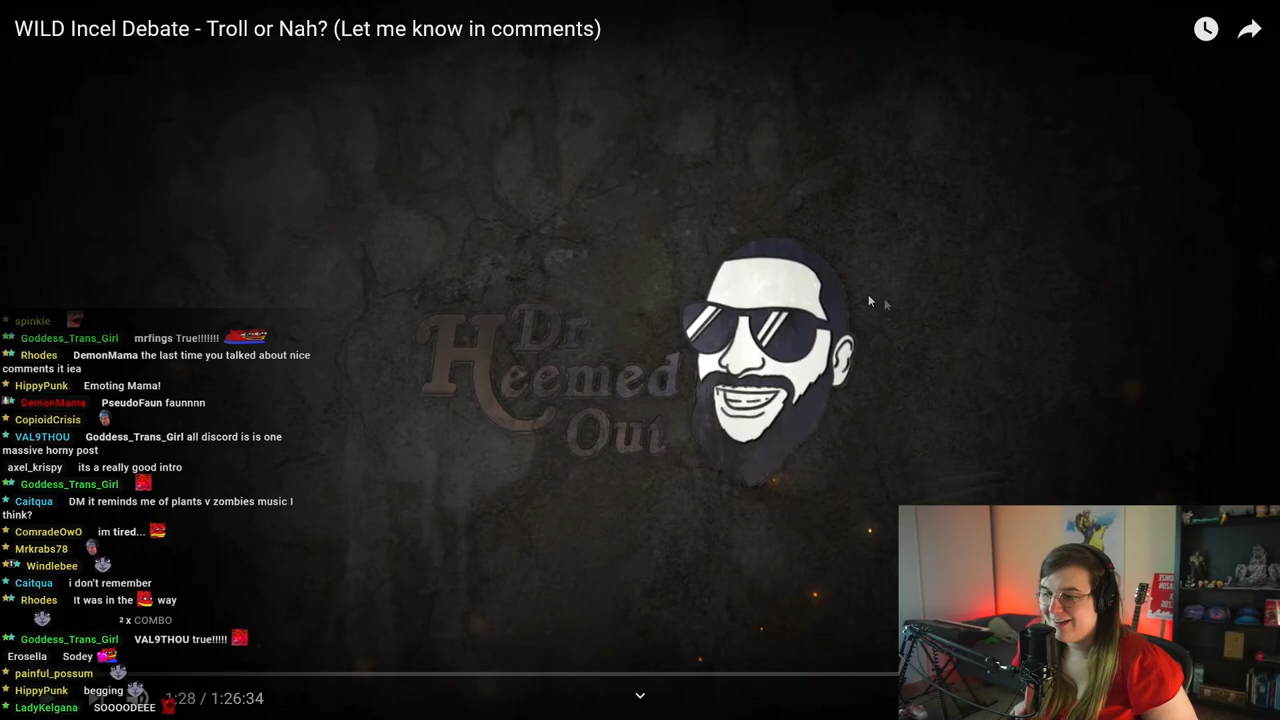 WILD Incel Debate - Troll or Nah? (Let me know in comments)
Dr
Heemed
Out
spinkie
Goddess_Trans_Girl mrfings True!!!!!!!
Rhodes DemonMama the last time you talked about nice
comments it iea
HippyPunk Emoting Mama!
DemonMama PseudoFaun faunnnn
CopioidCrisis
VAL9THOU Goddess_Trans_Girl all discord is is one
massive horny post
axel_krispy its a really good intro
Goddess_Trans_Girl
Caitqua DM it reminds me of plants v zombies music I
think?
ComradeOwO im tired...
Mrkrabs78
Windlebee
Caitqua i don't remember
Rhodes It was in the way
2 x COMBO
Goddess_Trans_Girl VAL9THOU true!!!!!
Erosella Sodey
painful_possum
HippyPunk begging
LadyKelgana SOOOODEEE
1:28 / 1:26:34